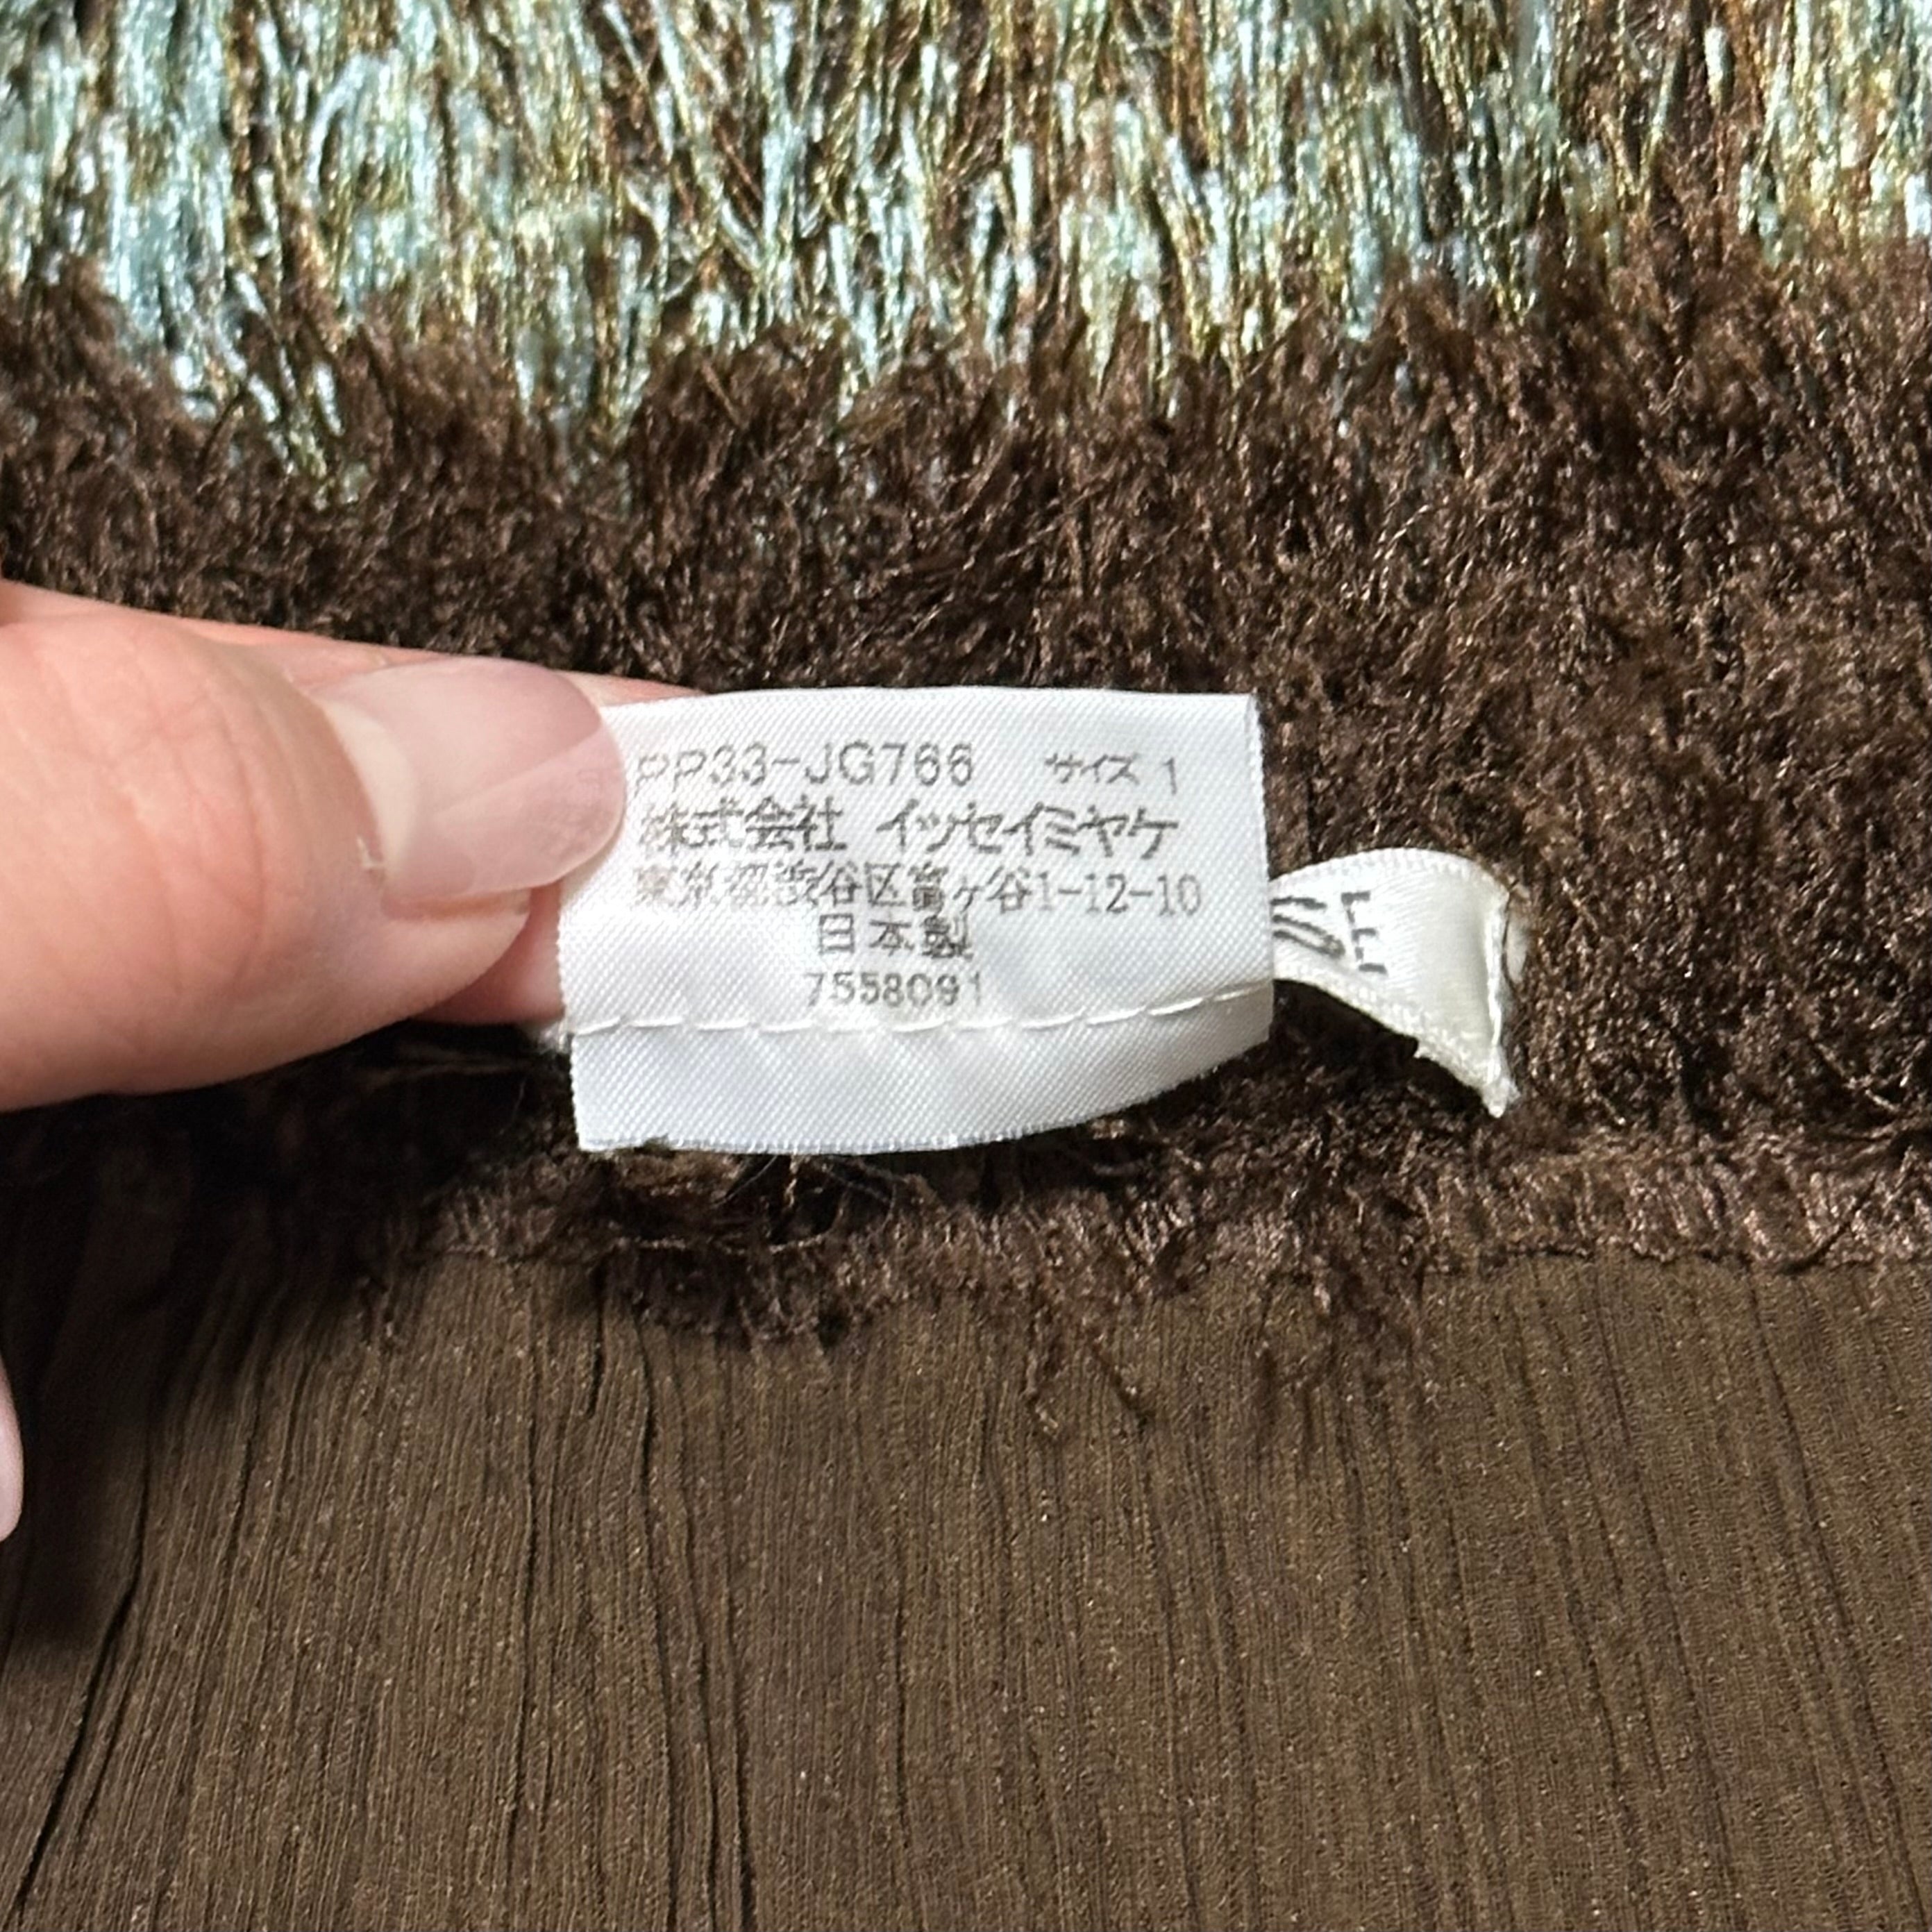 PP33-JG766 サイズ 1
株式会社 イッセイミヤケ
東京都渋谷区富ヶ谷1-12-10
日本製
7558091